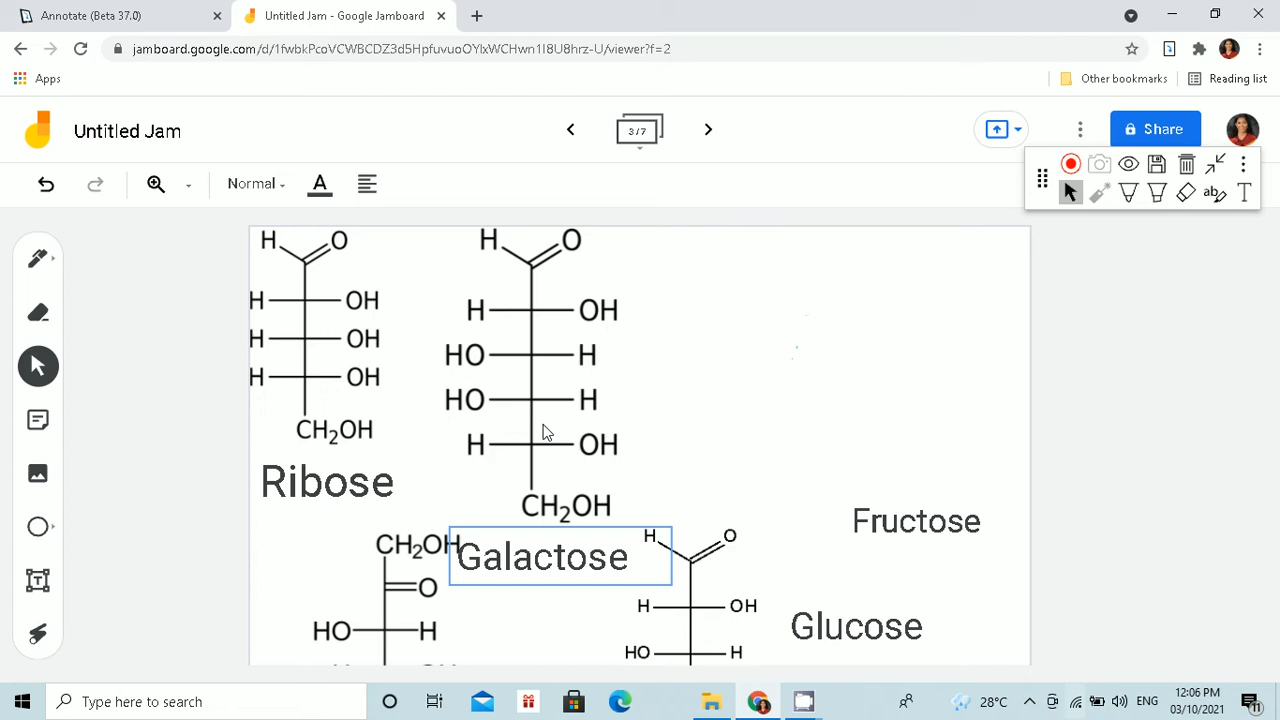 Annotate (Beta 37.0)
Untitled Jam - Google Jamboard
jamboard.google.com/d/1fwbkPcoVCWBCDZ3d5HpfuvuoOYlxWCHwn1I8U8hrz-U/viewer?f=2
Apps
Other bookmarks
Reading list
Untitled Jam
3/7
Share
Normal
A
ab
T
H O
H OH
H OH
H OH
CH2OH
Ribose
H O
H OH
HO H
HO H
H OH
CH2OH
Galactose
Fructose
Glucose
CH2OH
O
HO H
H O
H OH
HO H
Type here to search
28°C
ENG
12:06 PM
03/10/2021
11